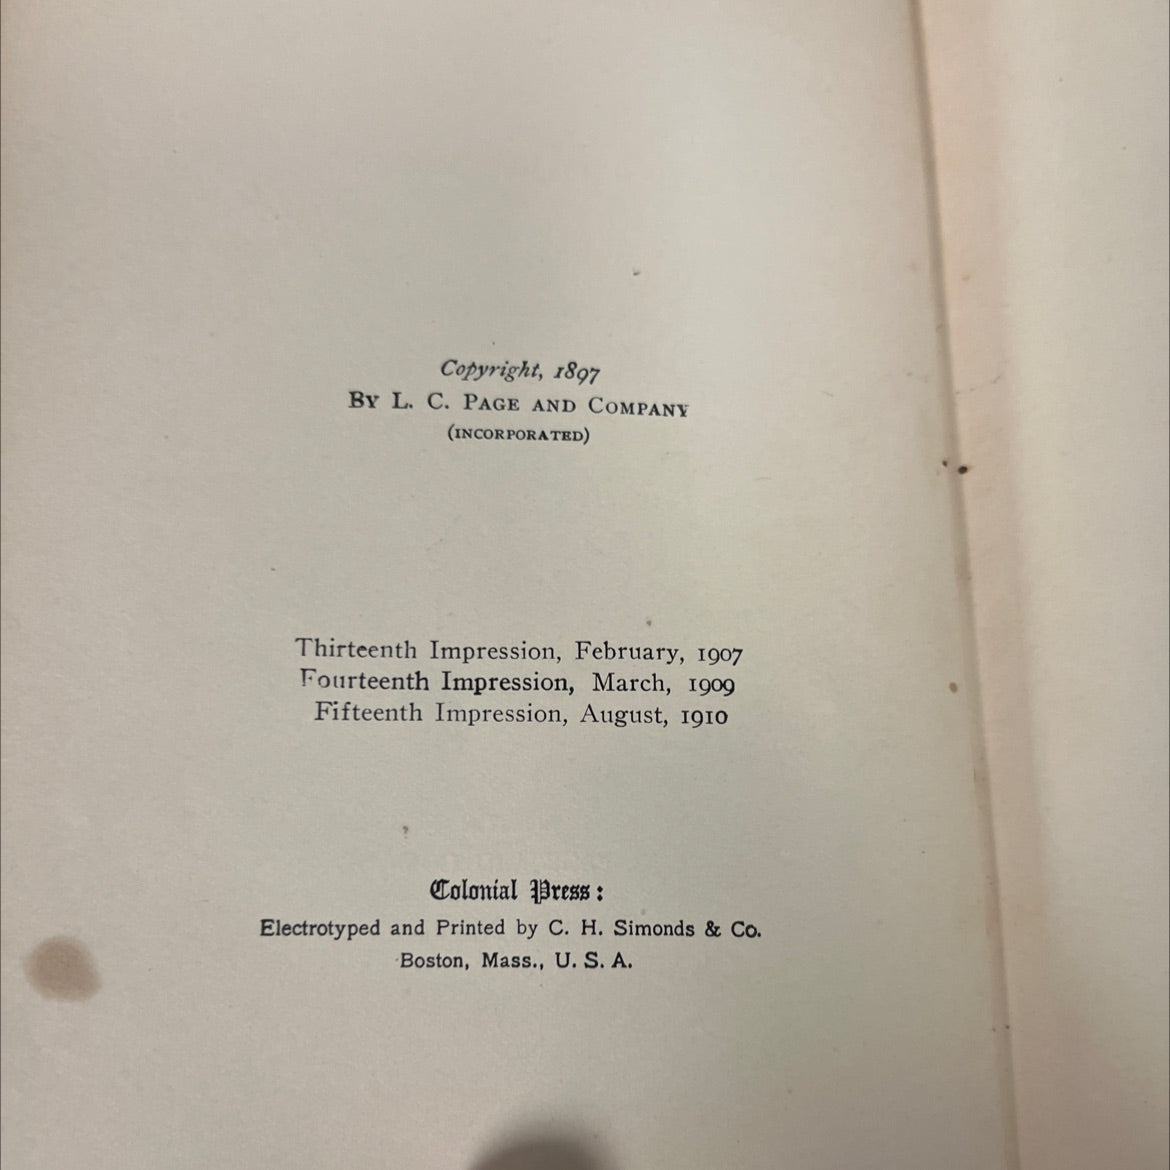 Copyright, 1897
BY L. C. PAGE AND COMPANY
(INCORPORATED)
Thirteenth Impression, February, 1907
Fourteenth Impression, March, 1909
Fifteenth Impression, August, 1910
Colonial Press:
Electrotyped and Printed by C. H. Simonds & Co.
Boston, Mass., U. S. A.